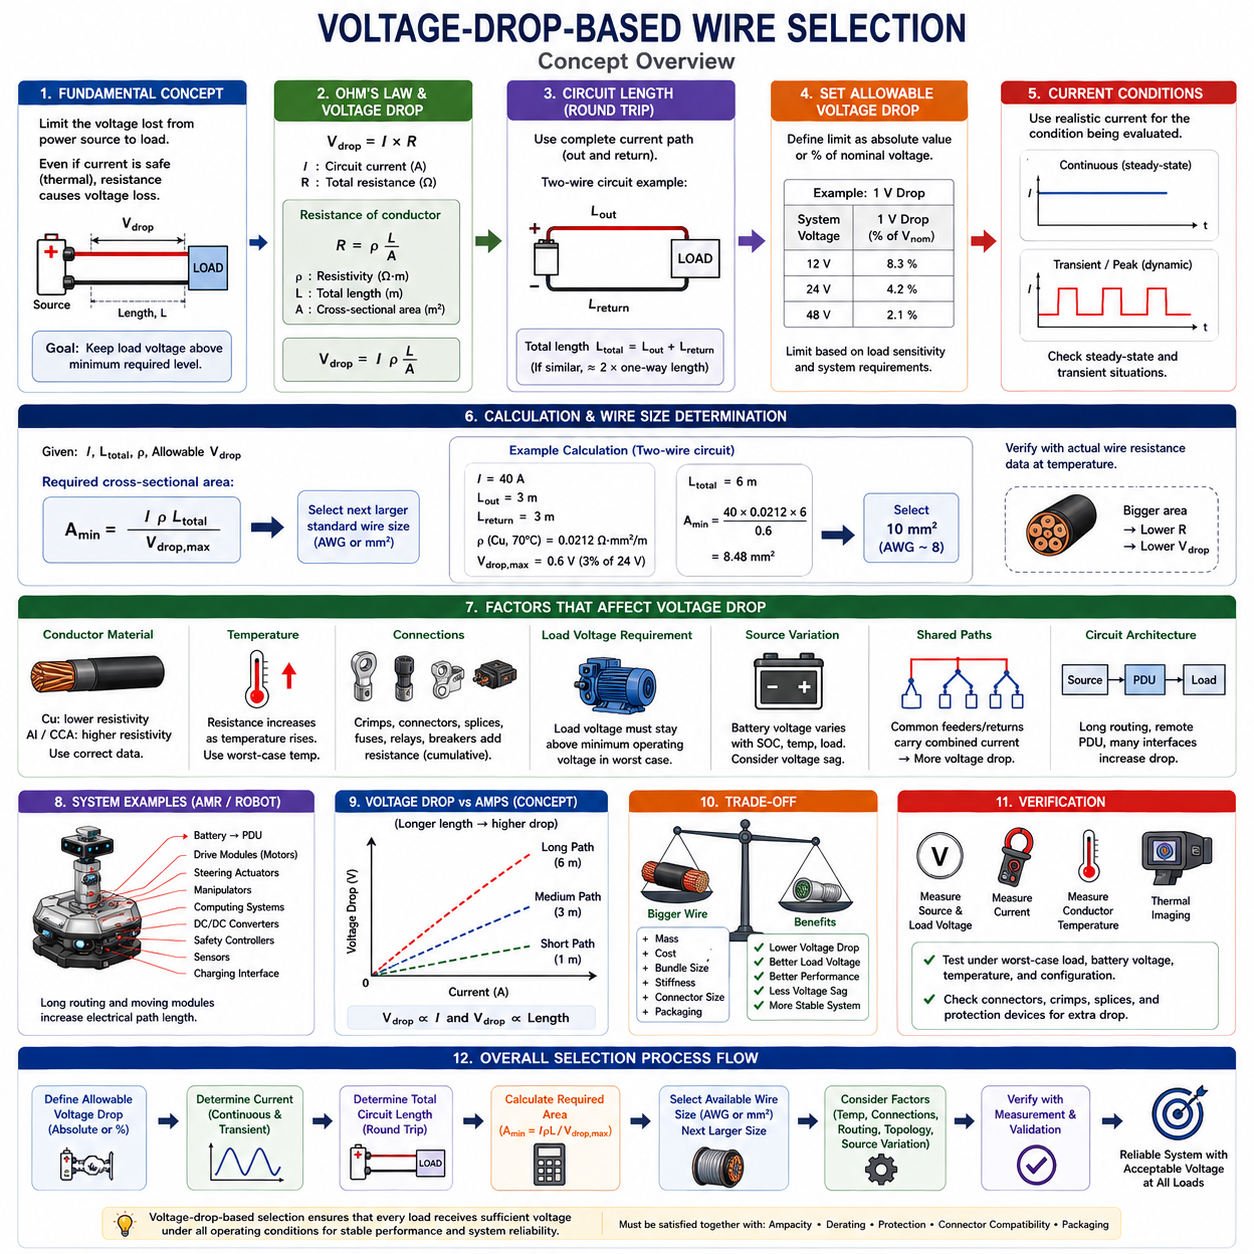 VOLTAGE-DROP-BASED WIRE SELECTION
Concept Overview
1. FUNDAMENTAL CONCEPT
Limit the voltage lost from
power source to load.
Even if current is safe
(thermal), resistance
causes voltage loss.
Vdrop
+
LOAD
Source
Length, L
Goal: Keep load voltage above
minimum required level.
2. OHM'S LAW &
VOLTAGE DROP
Vdrop = I × R
I : Circuit current (A)
R : Total resistance (Ω)
Resistance of conductor
R = ρ L/A
ρ : Resistivity (Ω·m)
L : Total length (m)
A : Cross-sectional area (m²)
Vdrop = I ρ L/A
3. CIRCUIT LENGTH
(ROUND TRIP)
Use complete current path
(out and return).
Two-wire circuit example:
Lout
+
LOAD
−
Lreturn
Total length Ltotal = Lout + Lreturn
(If similar, ≈ 2 × one-way length)
4. SET ALLOWABLE
VOLTAGE DROP
Define limit as absolute value
or % of nominal voltage.
Example: 1 V Drop
System Voltage | 1 V Drop (% of Vnom)
12 V | 8.3 %
24 V | 4.2 %
48 V | 2.1 %
Limit based on load sensitivity
and system requirements.
5. CURRENT CONDITIONS
Use realistic current for the
condition being evaluated.
Continuous (steady-state)
I
t
Transient / Peak (dynamic)
I
t
Check steady-state and
transient situations.
6. CALCULATION & WIRE SIZE DETERMINATION
Given: I, Ltotal, ρ, Allowable Vdrop
Required cross-sectional area:
Amin = I ρ Ltotal / Vdrop,max
Select next larger
standard wire size
(AWG or mm²)
Example Calculation (Two-wire circuit)
I = 40 A
Lout = 3 m
Lreturn = 3 m
ρ (Cu, 70°C) = 0.0212 Ω·mm²/m
Vdrop,max = 0.6 V (3% of 24 V)
Ltotal = 6 m
Amin = 40 × 0.0212 × 6 / 0.6
= 8.48 mm²
Select
10 mm²
(AWG ~ 8)
Verify with actual wire resistance
data at temperature.
Bigger area
→ Lower R
→ Lower Vdrop
7. FACTORS THAT AFFECT VOLTAGE DROP
Conductor Material
Cu: lower resistivity
Al / CCA: higher resistivity
Use correct data.
Temperature
Resistance increases
as temperature rises.
Use worst-case temp.
Connections
Crimps, connectors, splices,
fuses, relays, breakers add
resistance (cumulative).
Load Voltage Requirement
Load voltage must stay
above minimum operating
voltage in worst case.
Source Variation
− +
Battery voltage varies
with SOC, temp, load.
Consider voltage sag.
Shared Paths
Common feeders/returns
carry combined current
→ More voltage drop.
Circuit Architecture
Source
PDU
Load
Long routing, remote
PDU, many interfaces
increase drop.
8. SYSTEM EXAMPLES (AMR / ROBOT)
Battery → PDU
Drive Modules (Motors)
Steering Actuators
Manipulators
Computing Systems
DC/DC Converters
Safety Controllers
Sensors
Charging Interface
Long routing and moving modules
increase electrical path length.
9. VOLTAGE DROP vs AMPS (CONCEPT)
(Longer length → higher drop)
Voltage Drop (V)
Long Path
(6 m)
Medium Path
(3 m)
Short Path
(1 m)
0
Current (A)
Vdrop ∝ I and Vdrop ∝ Length
10. TRADE-OFF
Bigger Wire
+ Mass
+ Cost
+ Bundle Size
+ Stiffness
+ Connector Size
+ Packaging
Benefits
✓ Lower Voltage Drop
✓ Better Load Voltage
✓ Better Performance
✓ Less Voltage Sag
✓ More Stable System
11. VERIFICATION
V
Measure
Source &
Load Voltage
Measure
Current
Measure
Conductor
Temperature
Thermal
Imaging
✓ Test under worst-case load, battery voltage,
temperature, and configuration.
✓ Check connectors, crimps, splices, and
protection devices for extra drop.
12. OVERALL SELECTION PROCESS FLOW
Define Allowable
Voltage Drop
(Absolute or %)
Determine Current
(Continuous &
Transient)
Determine Total
Circuit Length
(Round Trip)
LOAD
Calculate Required
Area
(Amin = IρL / Vdrop,max)
Select Available Wire
Size (AWG or mm²)
Next Larger Size
Consider Factors
(Temp, Connections,
Routing, Topology,
Source Variation)
Verify with
Measurement &
Validation
Reliable System with
Acceptable Voltage
at All Loads
Voltage-drop-based selection ensures that every load receives sufficient voltage
under all operating conditions for stable performance and system reliability.
Must be satisfied together with: Ampacity • Derating • Protection • Connector Compatibility • Packaging